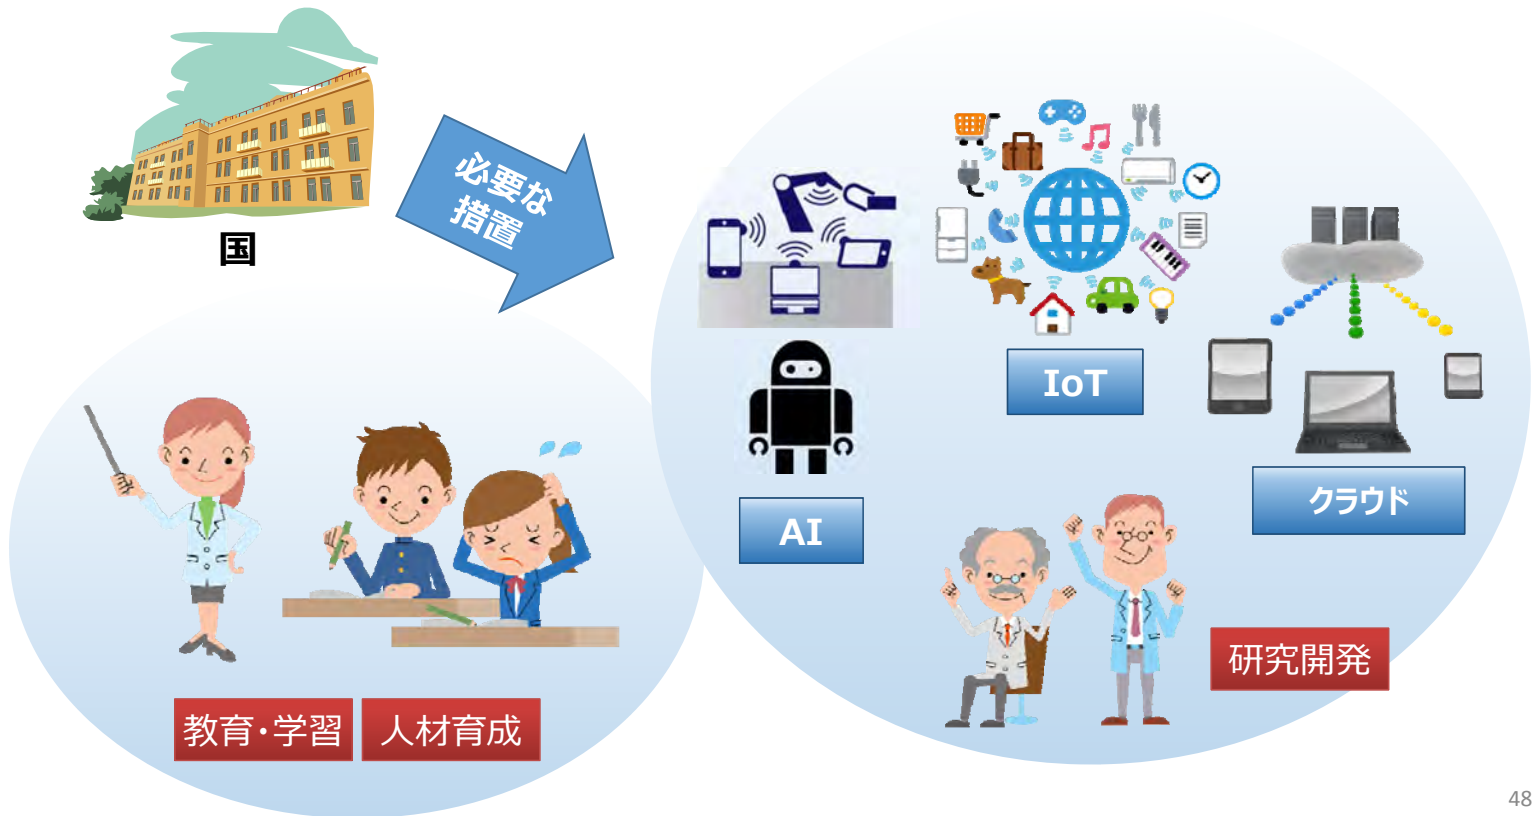 国
必要な
措置
IoT
クラウド
AI
研究開発
教育・学習
人材育成
48